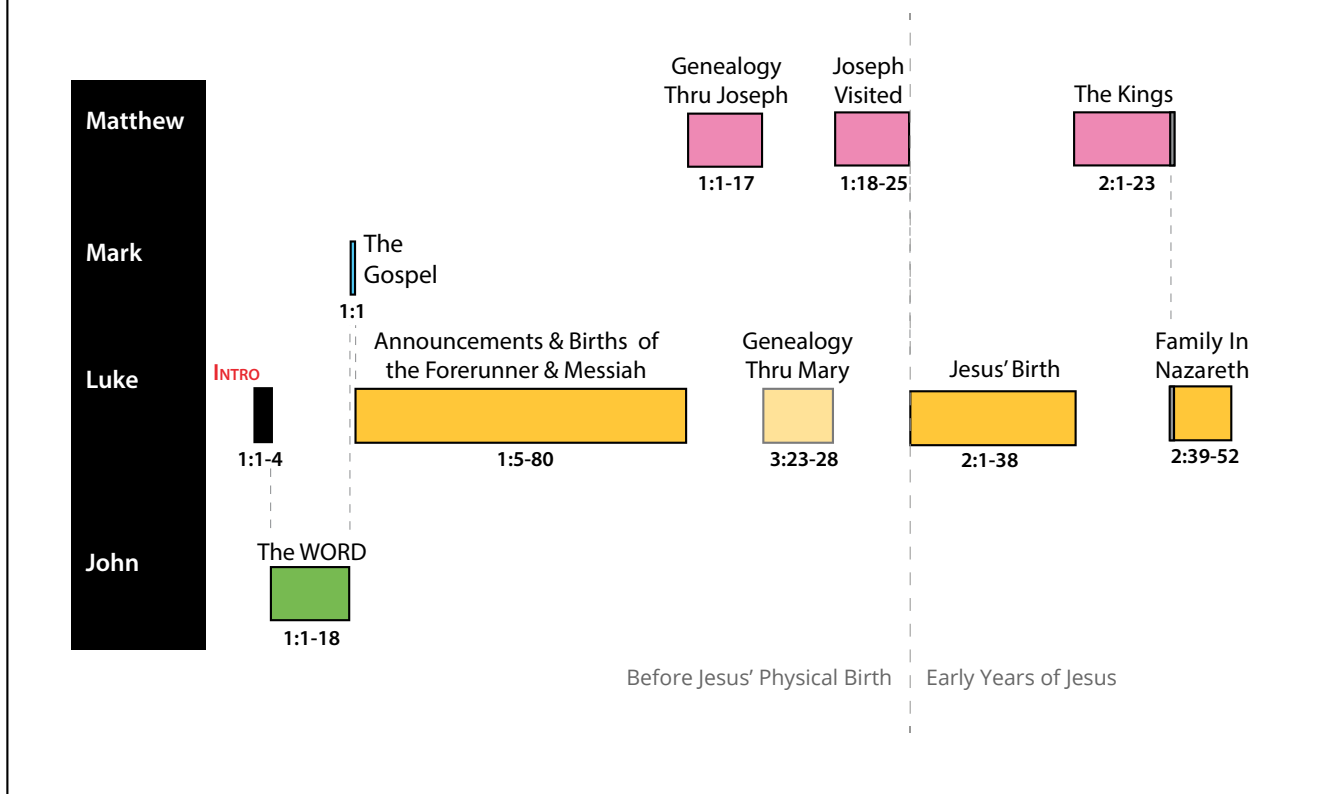 Genealogy
Thru Joseph
Joseph
Visited
The Kings
Matthew
1:1-17
1:18-25
2:1-23
Mark
The
Gospel
1:1
Announcements & Births of
the Forerunner & Messiah
Genealogy
Thru Mary
Jesus' Birth
Family In
Nazareth
Luke
INTRO
1:1-4
1:5-80
3:23-28
2:1-38
2:39-52
John
The WORD
1:1-18
Before Jesus' Physical Birth
Early Years of Jesus